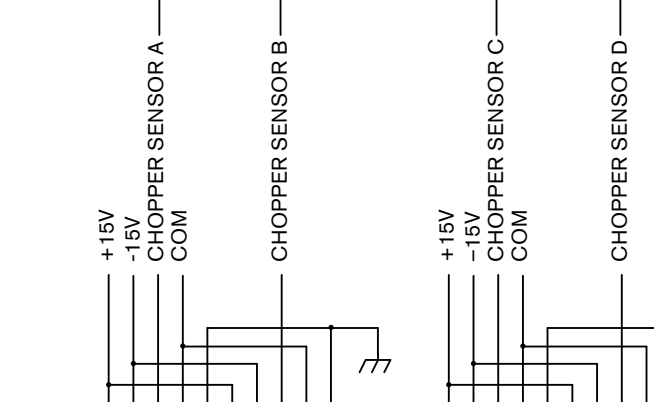 +15V
-15V
CHOPPER SENSOR A
COM
CHOPPER SENSOR B
+15V
–15V
CHOPPER SENSOR C
COM
CHOPPER SENSOR D